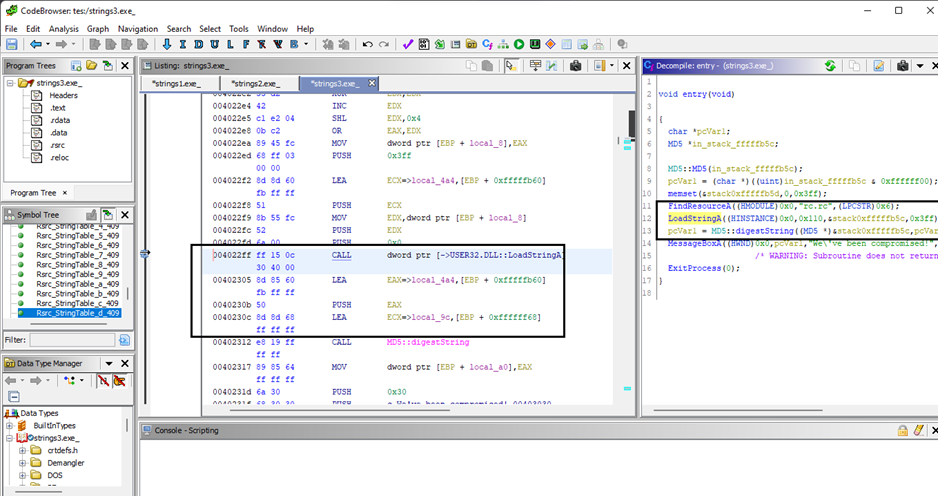 CodeBrowser: tes:/strings3.exe_
File Edit Analysis Graph Navigation Search Select Tools Window Help
I D U L F R V B
Program Trees
strings3.exe_
Headers
.text
.rdata
.data
.rsrc
.reloc
Program Tree ×
Symbol Tree
Rsrc_StringTable_5_409
Rsrc_StringTable_6_409
Rsrc_StringTable_7_409
Rsrc_StringTable_8_409
Rsrc_StringTable_9_409
Rsrc_StringTable_a_409
Rsrc_StringTable_b_409
Rsrc_StringTable_c_409
Rsrc_StringTable_d_409
Filter:
Data Type Manager
Data Types
BuiltInTypes
strings3.exe_
crtdefs.h
Demangler
DOS
Listing: strings3.exe_
*strings1.exe_ *strings2.exe_ *strings3.exe_
004022e4 42 INC EDX
004022e5 c1 e2 04 SHL EDX,0x4
004022e8 0b c2 OR EAX,EDX
004022ea 89 45 fc MOV dword ptr [EBP + local_8],EAX
004022ed 68 ff 03 PUSH 0x3ff
00 00
004022f2 8d 8d 60 LEA ECX=>local_4a4,[EBP + 0xfffffb60]
fb ff ff
004022f8 51 PUSH ECX
004022f9 8b 55 fc MOV EDX,dword ptr [EBP + local_8]
004022fc 52 PUSH EDX
004022fd 6a 00 PUSH 0x0
004022ff ff 15 0c CALL dword ptr [->USER32.DLL::LoadStringA]
30 40 00
00402305 8d 85 60 LEA EAX=>local_4a4,[EBP + 0xfffffb60]
fb ff ff
0040230b 50 PUSH EAX
0040230c 8d 8d 68 LEA ECX=>local_9c,[EBP + 0xffffff68]
ff ff ff
00402312 e8 19 ff CALL MD5::digestString
ff ff
00402317 89 85 64 MOV dword ptr [EBP + local_a0],EAX
ff ff ff
0040231d 6a 30 PUSH 0x30
Decompile: entry - (strings3.exe_)
1
2 void entry(void)
3
4 {
5 char *pcVar1;
6 MD5 *in_stack_fffffb5c;
7
8 MD5::MD5(in_stack_fffffb5c);
9 pcVar1 = (char *)((uint)in_stack_fffffb5c & 0xffffff00);
10 memset(&stack0xfffffb5d,0,0x3ff);
11 FindResourceA((HMODULE)0x0,"rc.rc",(LPCSTR)0x6);
12 LoadStringA((HINSTANCE)0x0,0x110,&stack0xfffffb5c,0x3ff)
13 pcVar1 = MD5::digestString((MD5 *)&stack0xfffffb5c,pcVar1
14 MessageBoxA((HWND)0x0,pcVar1,"We\'ve been compromised!",
15 /* WARNING: Subroutine does not return
16 ExitProcess(0);
17 }
18
Console - Scripting